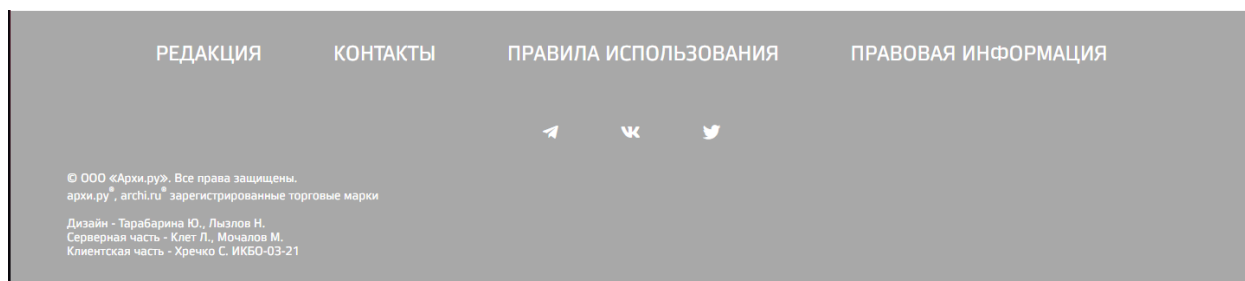 РЕДАКЦИЯ КОНТАКТЫ ПРАВИЛА ИСПОЛЬЗОВАНИЯ ПРАВОВАЯ ИНФОРМАЦИЯ
© ООО «Архи.ру». Все права защищены.
архи.ру®, archi.ru® зарегистрированные торговые марки
Дизайн - Тарабарина Ю., Лызлов Н.
Серверная часть - Клет Л., Мочалов М.
Клиентская часть - Хречко С. ИКБО-03-21